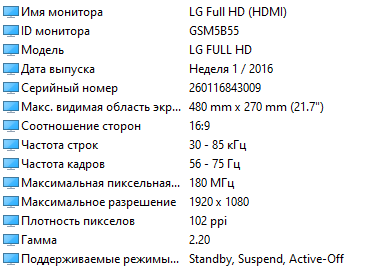 Имя монитора LG Full HD (HDMI)
ID монитора GSM5B55
Модель LG FULL HD
Дата выпуска Неделя 1 / 2016
Серийный номер 260116843009
Макс. видимая область экр... 480 mm x 270 mm (21.7")
Соотношение сторон 16:9
Частота строк 30 - 85 кГц
Частота кадров 56 - 75 Гц
Максимальная пиксельная... 180 МГц
Максимальное разрешение 1920 x 1080
Плотность пикселов 102 ppi
Гамма 2.20
Поддерживаемые режимы... Standby, Suspend, Active-Off